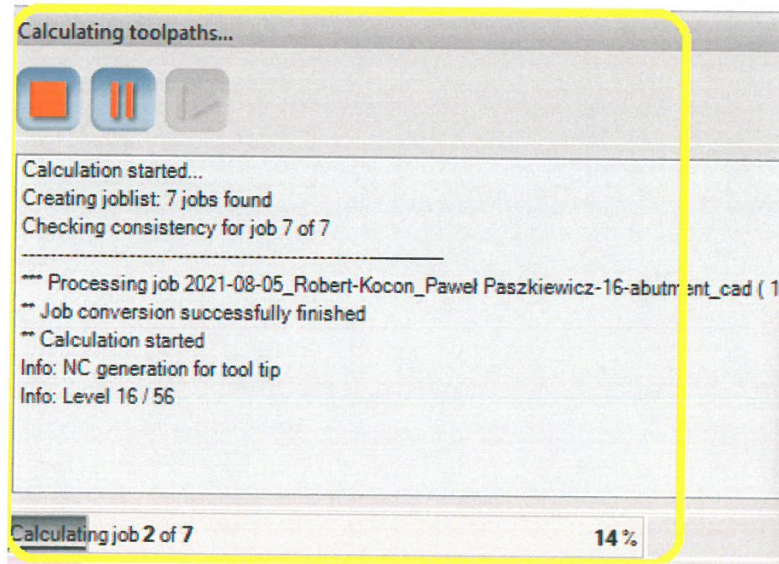 Calculating toolpaths...
Calculation started...
Creating joblist: 7 jobs found
Checking consistency for job 7 of 7
*** Processing job 2021-08-05_Robert-Kocon_Paweł Paszkiewicz-16-abutment_cad ( 1
** Job conversion successfully finished
** Calculation started
Info: NC generation for tool tip
Info: Level 16 / 56
Calculating job 2 of 7 14 %